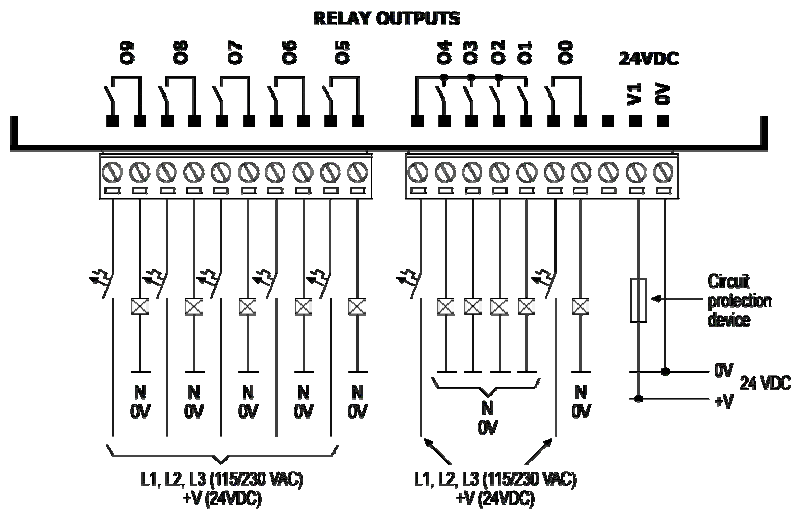 RELAY OUTPUTS
O9 O8 O7 O6 O5 O4 O3 O2 O1 O0 24VDC
V1 0V
Circuit
protection
device
0V
24 VDC
+V
N N N N N N N
0V 0V 0V 0V 0V 0V 0V
L1, L2, L3 (115/230 VAC)
+V (24VDC)
L1, L2, L3 (115/230 VAC)
+V (24VDC)